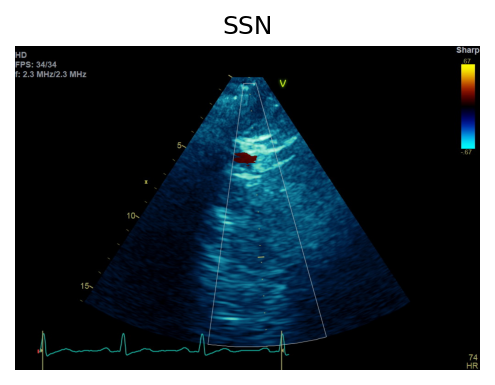 SSN
HD
FPS: 34/34
f: 2.3 MHz/2.3 MHz
Sharp
67
-67
V
5
x
10
15
74
HR